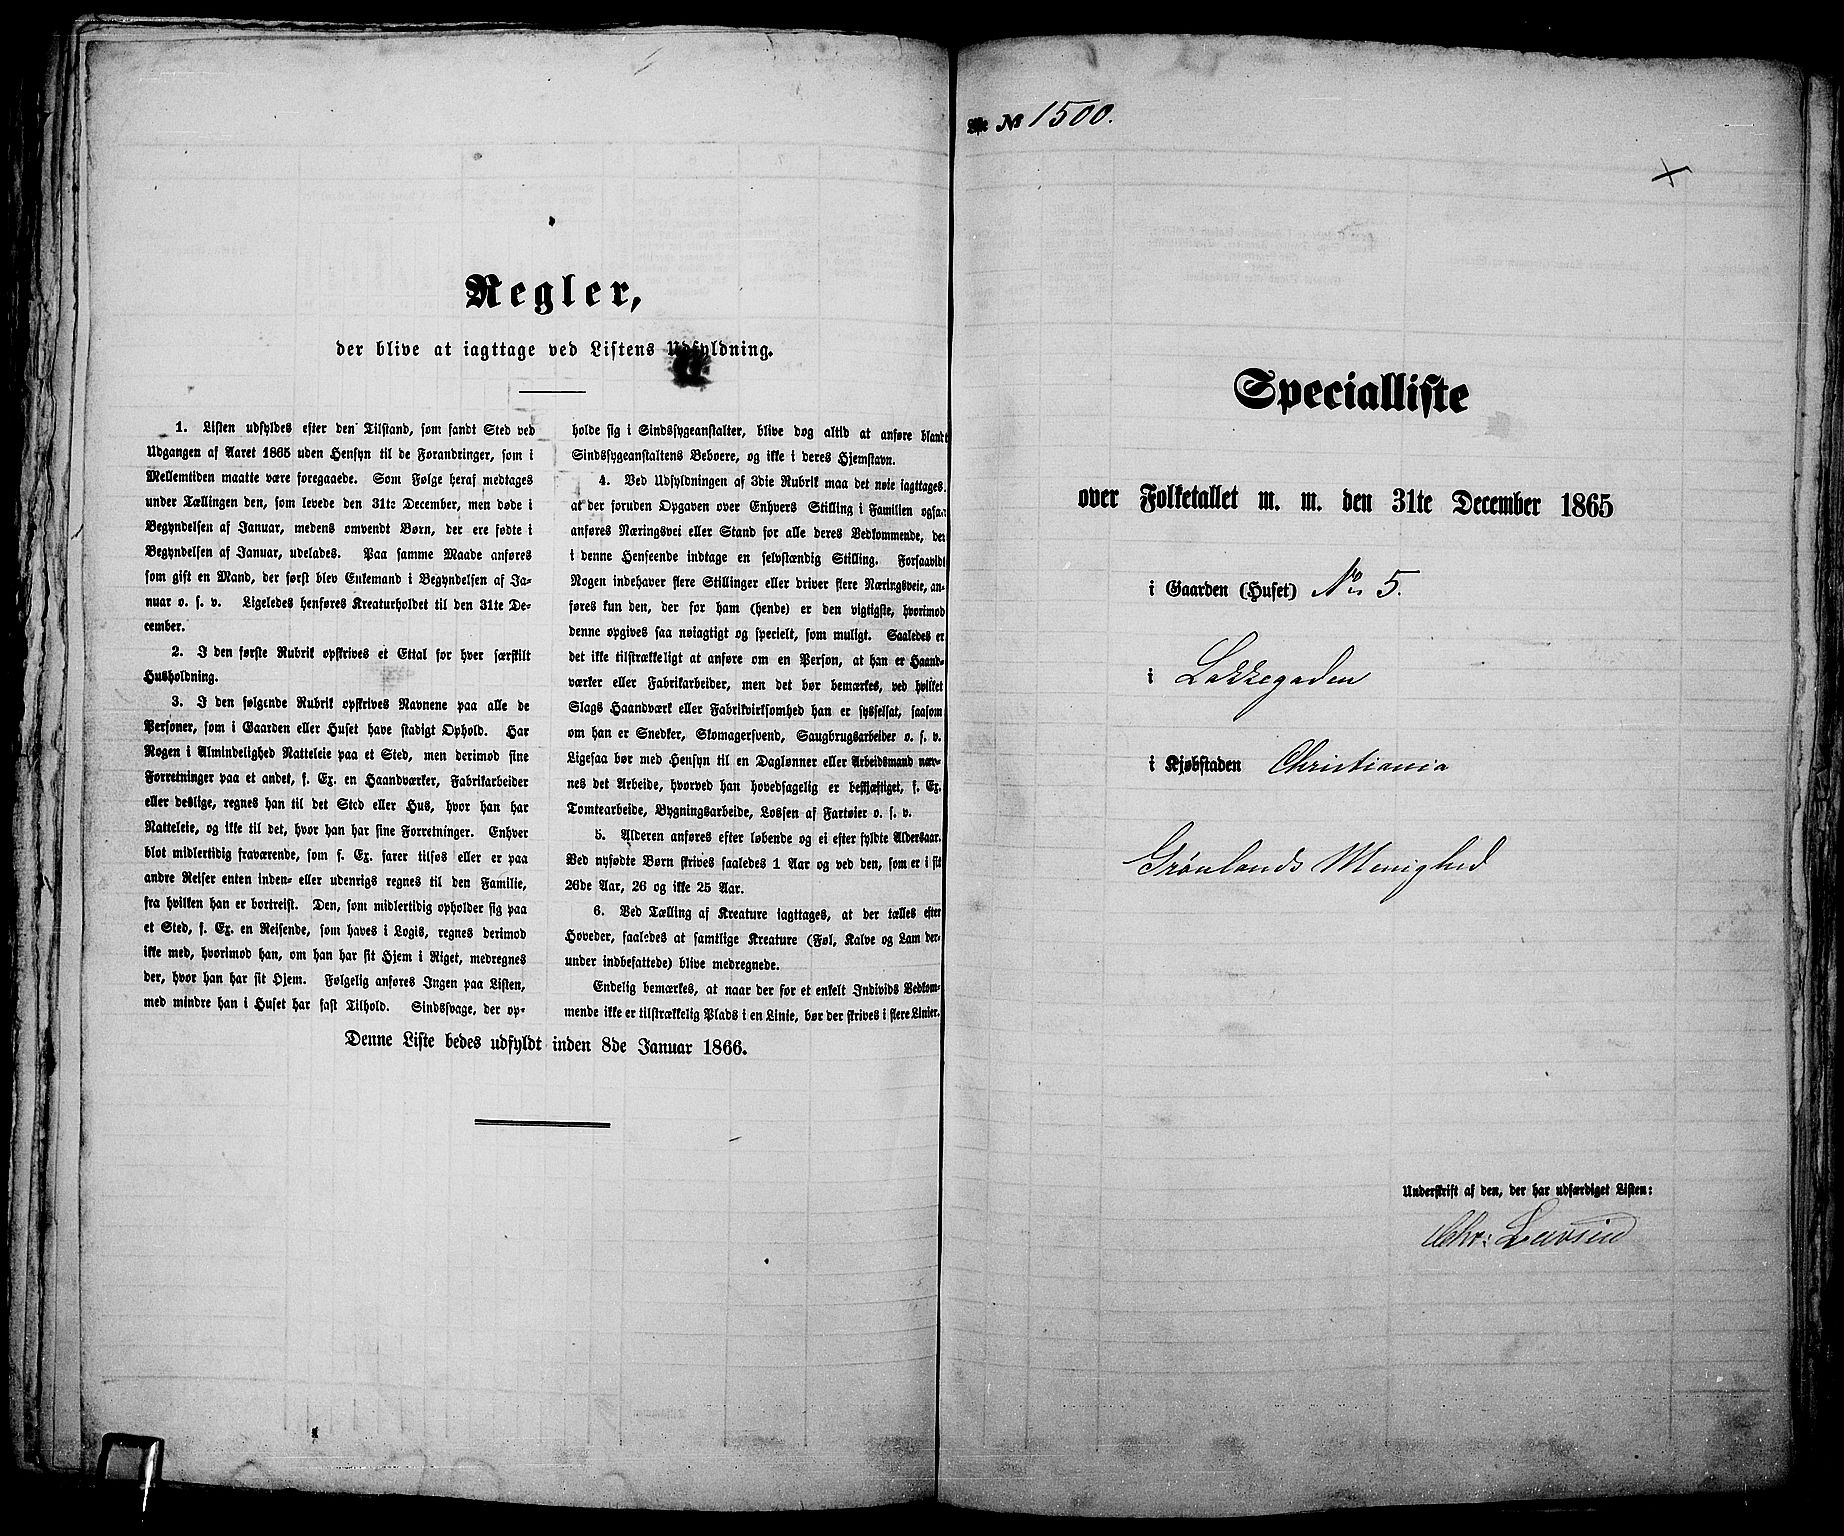 Regler,
der blive at iagttage ved Listens Udfyldning.
1. Listen udfyldes efter den Tilstand, som fandt Sted ved
Udgangen af Aaret 1865 uden Hensyn til de Forandringer, som i
Mellemtiden maatte være foregaaede. Som Følge heraf medtages
under Tællingen den, som levede den 31te December, men døde i
Begyndelsen af Januar, medens omvendt Børn, der ere fødte i
Begyndelsen af Januar, udelades. Paa samme Maade anføres
som gift en Mand, der først blev Enkemand i Begyndelsen af Ja-
nuar o. s. v. Ligeledes henføres Kreaturholdet til den 31te De-
cember.
2. I den første Rubrik opskrives et Ettal for hver særskilt
Husholdning.
3. I den følgende Rubrik opskrives Navnene paa alle de
Personer, som i Gaarden eller Huset have stadigt Ophold. Har
Nogen i Almindelighed Natteleie paa et Sted, men derimod sine
Forretninger paa et andet, f. Ex. en Haandværker, Fabrikarbeider
eller deslige, regnes han til det Sted eller Hus, hvor han har
Natteleie, og ikke til det, hvor han har sine Forretninger. Enhver
blot midlertidig fraværende, som f. Ex. farer tilsøs eller er paa
andre Reiser enten inden- eller udenrigs regnes til den Familie,
fra hvilken han er bortreist. Den, som midlertidig opholder sig paa
et Sted, f. Ex. en Reisende, som haves i Logis, regnes derimod
ikke med, hvorimod han, om han har sit Hjem i Riget, medregnes
der, hvor han har sit Hjem. Følgelig anføres Ingen paa Listen,
med mindre han i Huset har fast Tilhold. Sindssvage, der op-
holde sig i Sindssygeanstalter, blive dog altid at anføre blandt
Sindssygeanstaltens Beboere, og ikke i deres Hjemstavn.
4. Ved Udfyldningen af 3die Rubrik maa det nøie iagttages,
at der foruden Opgaven over Enhvers Stilling i Familien ogsaa
anføres Næringsvei eller Stand for alle deres Vedkommende, der
i denne Henseende indtage en selvstændig Stilling. Forsaavidt
Nogen indehaver flere Stillinger eller driver flere Næringsveie, an-
føres kun den, der for ham (hende) er den vigtigste, hvorimod
denne opgives saa nøiagtigt og specielt, som muligt. Saaledes er
det ikke tilstrækkeligt at anføre om en Person, at han er Haand-
værker eller Fabrikarbeider, men det bør bemærkes, ved hvilket
Slags Haandværk eller Fabrikvirksomhed han er sysselsat, saasom
om han er Snedker, Skomagersvend, Saugbrugsarbeider o. s. v.
Ligesaa bør med Hensyn til en Daglønner eller Arbeidsmand næv-
nes det Arbeide, hvorved han hovedsagelig er beskjæftiget, f. Ex.
Tomtearbeide, Bygningsarbeide, Lossen af Fartøier o. s. v.
5. Alderen anføres efter løbende og ei efter fyldte Aldersaar.
Ved nyfødte Børn skrives saaledes 1 Aar og ved den, som er i sit
26de Aar, 26 og ikke 25 Aar.
6. Ved Tælling af Kreature iagttages, at der tælles efter
Hoveder, saaledes at samtlige Kreature (Føl, Kalve og Lam der-
under indbefattede) blive medregnede.
Endelig bemærkes, at naar der for et enkelt Individs Vedkom-
mende ikke er tilstrækkelig Plads i en Linie, bør der skrives i flere Linier.
Denne Liste bedes udfyldt inden 8de Januar 1866.
№ 1500.
Specialliste
over Folketallet m. m. den 31te December 1865
i Gaarden (Huset) No 5.
i Lakkegaden
i Kjøbstaden Christiania
Grønlands Menighed
Underskrift af den, der har udfærdiget Listen:
Chr: Larsen